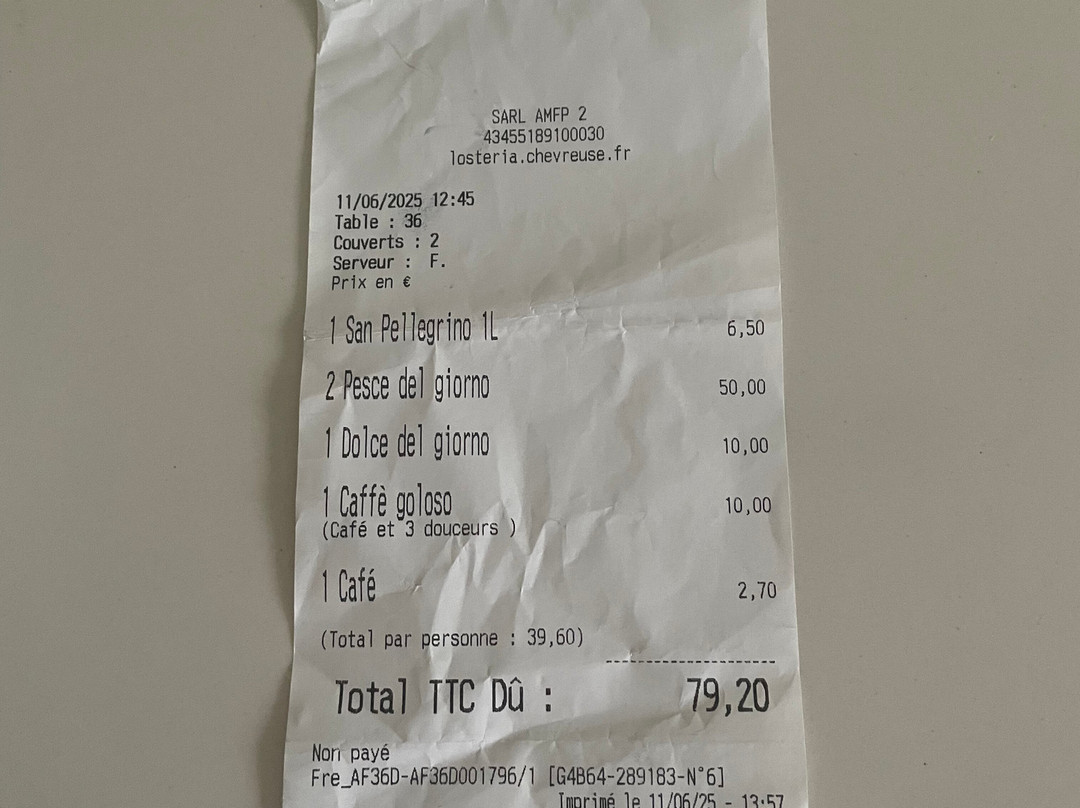 SARL AMFP 2
43455189100030
losteria.chevreuse.fr
11/06/2025 12:45
Table : 36
Couverts : 2
Serveur : F.
Prix en €
1 San Pellegrino 1L 6,50
2 Pesce del giorno 50,00
1 Dolce del giorno 10,00
1 Caffè goloso 10,00
(Café et 3 douceurs )
1 Café 2,70
(Total par personne : 39,60)
Total TTC Dû : 79,20
Non payé
Fre_AF36D-AF36D001796/1 [G4B64-289183-N°6]
Imprimé le 11/06/25 - 13:57